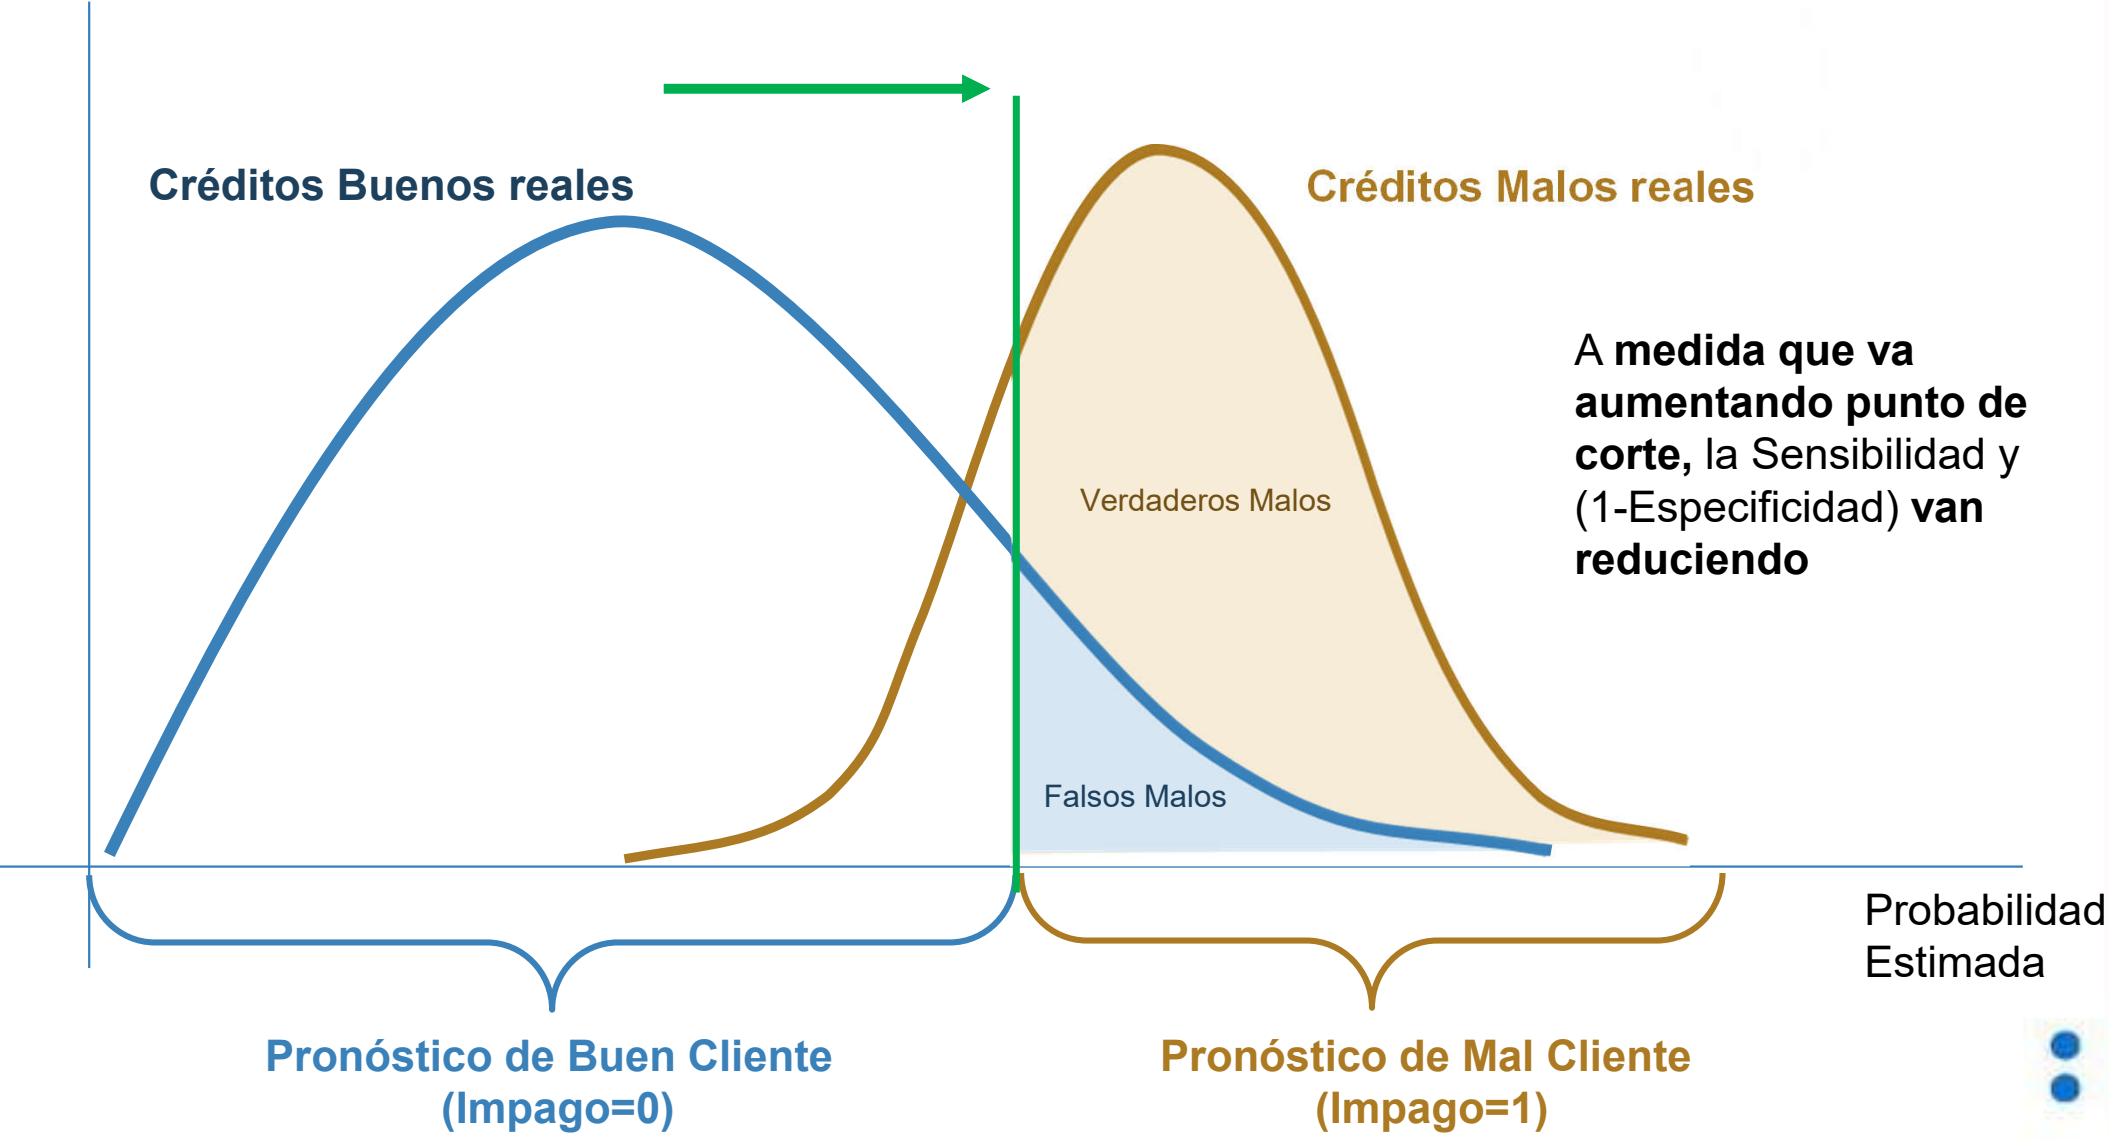 Créditos Buenos reales
Créditos Malos reales
A medida que va
aumentando punto de
corte, la Sensibilidad y
(1-Especificidad) van
reduciendo
Verdaderos Malos
Falsos Malos
Probabilidad
Estimada
Pronóstico de Buen Cliente
(Impago=0)
Pronóstico de Mal Cliente
(Impago=1)